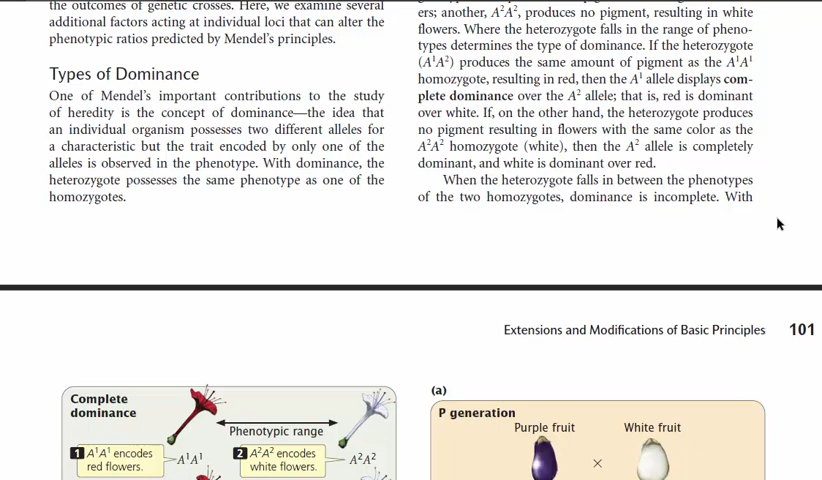 the outcomes of genetic crosses. Here, we examine several
additional factors acting at individual loci that can alter the
phenotypic ratios predicted by Mendel's principles.
Types of Dominance
One of Mendel's important contributions to the study
of heredity is the concept of dominance—the idea that
an individual organism possesses two different alleles for
a characteristic but the trait encoded by only one of the
alleles is observed in the phenotype. With dominance, the
heterozygote possesses the same phenotype as one of the
homozygotes.
ers; another, A²A², produces no pigment, resulting in white
flowers. Where the heterozygote falls in the range of pheno-
types determines the type of dominance. If the heterozygote
(A¹A²) produces the same amount of pigment as the A¹A¹
homozygote, resulting in red, then the A¹ allele displays com-
plete dominance over the A² allele; that is, red is dominant
over white. If, on the other hand, the heterozygote produces
no pigment resulting in flowers with the same color as the
A²A² homozygote (white), then the A² allele is completely
dominant, and white is dominant over red.
When the heterozygote falls in between the phenotypes
of the two homozygotes, dominance is incomplete. With
Extensions and Modifications of Basic Principles 101
Complete
dominance
Phenotypic range
1 A¹A¹ encodes
red flowers.
A¹A¹
2 A²A² encodes
white flowers.
A²A²
(a)
P generation
Purple fruit
White fruit
×